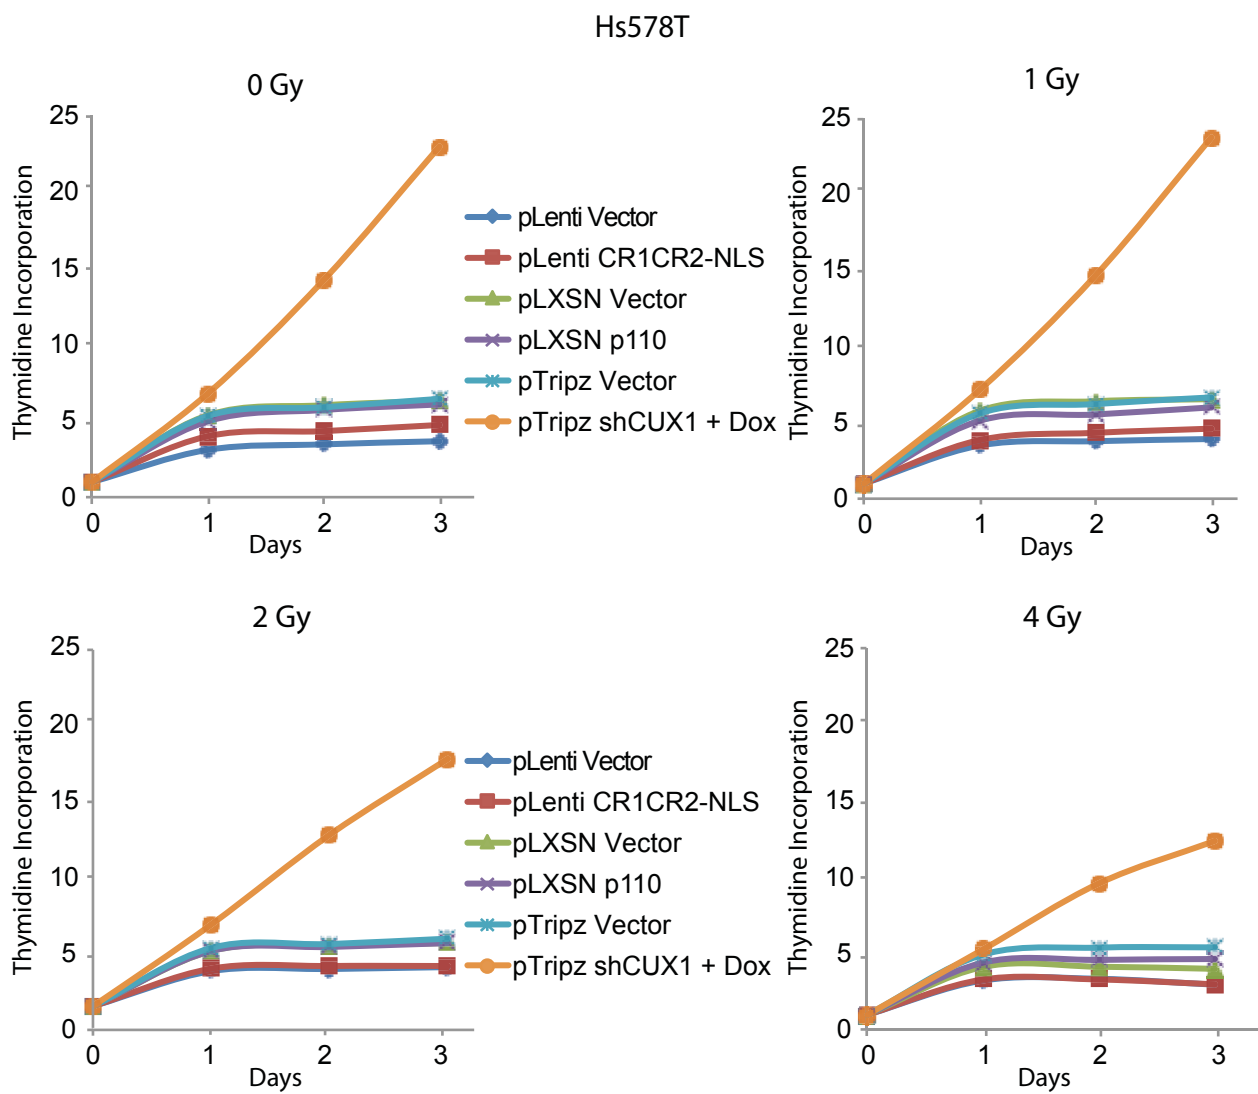 Hs578T
0 Gy
Thymidine Incorporation
25
20
15
10
5
0
0 1 2 3
Days
pLenti Vector
pLenti CR1CR2-NLS
pLXSN Vector
pLXSN p110
pTripz Vector
pTripz shCUX1 + Dox
1 Gy
Thymidine Incorporation
25
20
15
10
5
0
0 1 2 3
Days
2 Gy
Thymidine Incorporation
25
20
15
10
5
0
0 1 2 3
Days
pLenti Vector
pLenti CR1CR2-NLS
pLXSN Vector
pLXSN p110
pTripz Vector
pTripz shCUX1 + Dox
4 Gy
Thymidine Incorporation
25
20
15
10
5
0
0 1 2 3
Days